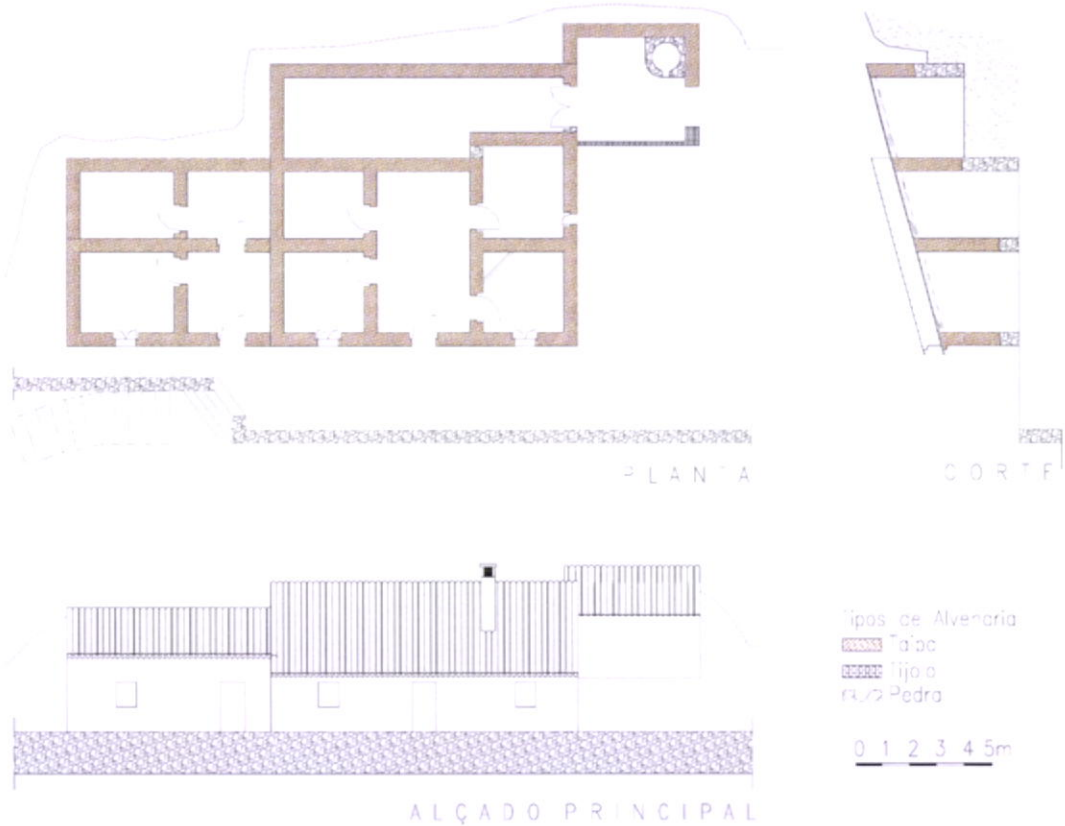 PLANTA
CORTE
Tipos de Alvenaria
Taipa
Tijolo
Pedra
0 1 2 3 4 5m
ALÇADO PRINCIPAL